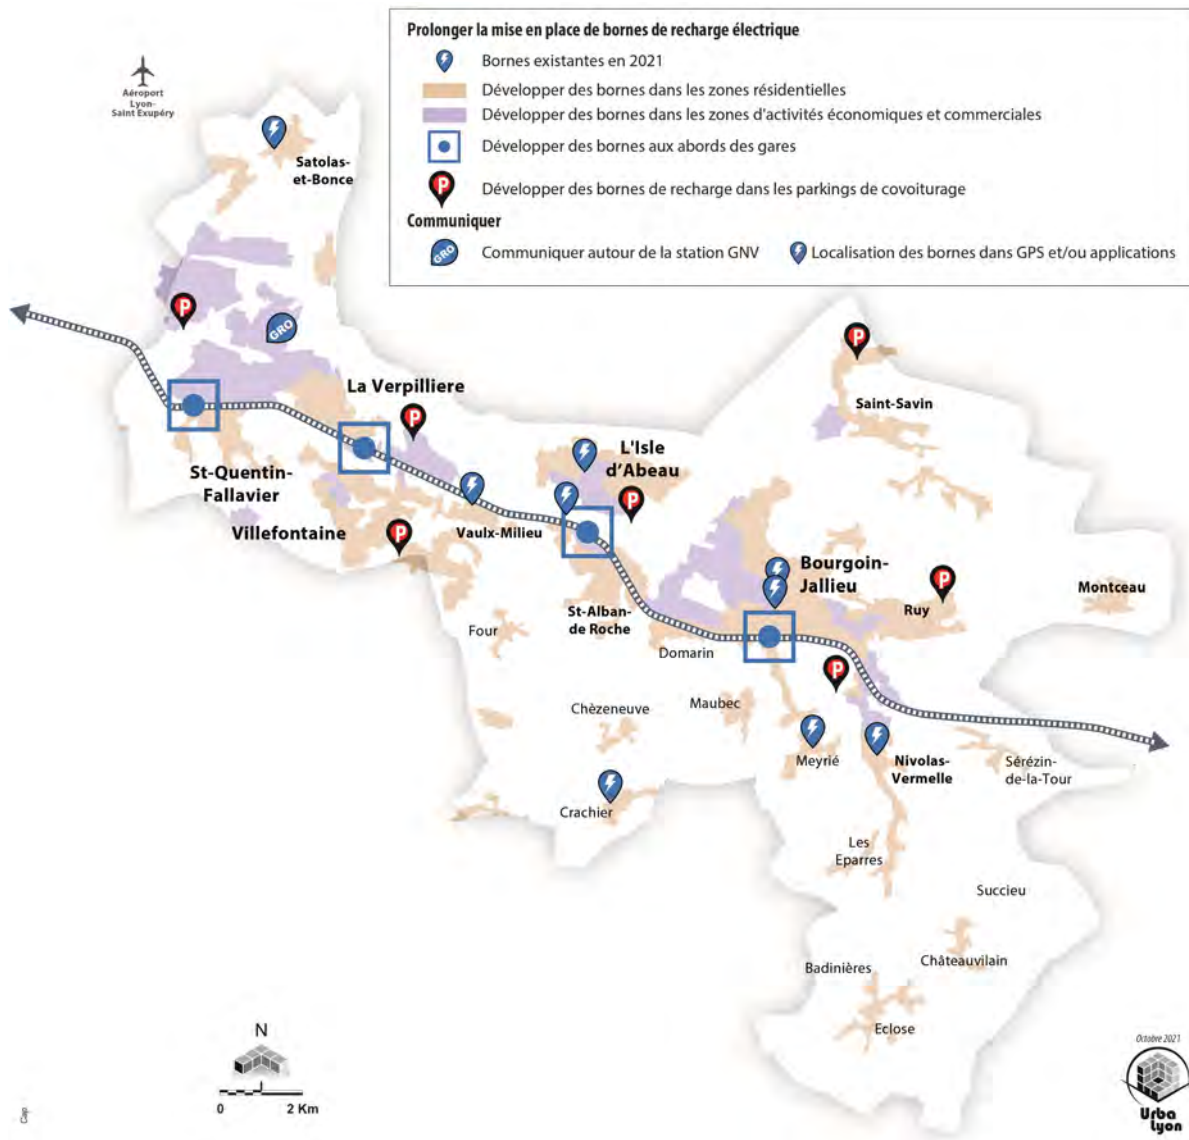 Prolonger la mise en place de bornes de recharge électrique
Bornes existantes en 2021
Développer des bornes dans les zones résidentielles
Développer des bornes dans les zones d'activités économiques et commerciales
Développer des bornes aux abords des gares
P
Développer des bornes de recharge dans les parkings de covoiturage
Communiquer
GRO
Communiquer autour de la station GNV
Localisation des bornes dans GPS et/ou applications
Aéroport
Lyon-
Saint Exupéry
Satolas-
et-Bonce
P
GRO
P
Saint-Savin
La Verpilliere
P
L'Isle
d'Abeau
P
St-Quentin-
Fallavier
Villefontaine
P
Vaulx-Milieu
Bourgoin-
Jallieu
P
Ruy
Montceau
St-Alban-
de Roche
Four
Domarin
P
Maubec
Chèzeneuve
Meyrié
Nivolas-
Vermelle
Sérézin-
de-la-Tour
Crachier
Les
Eparres
Succieu
Châteauvilain
Badinières
Eclose
N
0 2 Km
Cap
Octobre 2021
Urba
Lyon